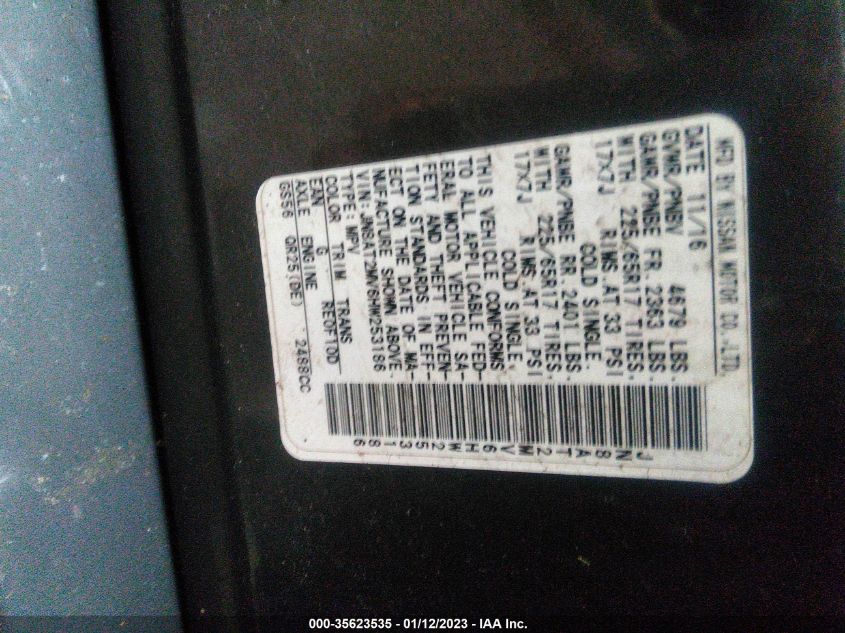 MFD BY NISSAN MOTOR CO.,LTD.
DATE 11/16
GVWR/PNBV 4679 LBS.
GAWR/PNBE FR. 2363 LBS.
WITH 225/65R17 TIRES,
17X7J RIMS AT 33 PSI
COLD SINGLE.
GAWR/PNBE RR. 2401 LBS.
WITH 225/65R17 TIRES,
17X7J RIMS AT 33 PSI
COLD SINGLE.
THIS VEHICLE CONFORMS
TO ALL APPLICABLE FED-
ERAL MOTOR VEHICLE SA-
FETY AND THEFT PREVEN-
TION STANDARDS IN EFF-
ECT ON THE DATE OF MA-
NUFACTURE SHOWN ABOVE.
VIN: JN8AT2MV6HW253186
TYPE: MPV
COLOR TRIM TRANS
EAN G RE0F10D
AXLE ENGINE
GS56 QR25(DE) 2488CC
JN8AT2MV6HW253186
000-35623535 - 01/12/2023 - IAA Inc.